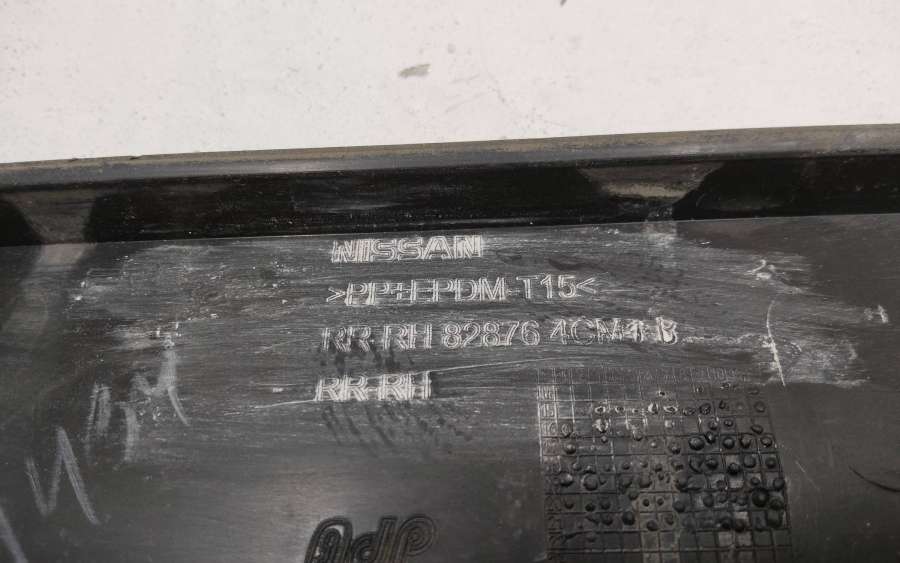 NISSAN
>PP+EPDM-T15<
RR-RH 82876 4CM1B
RR-RH